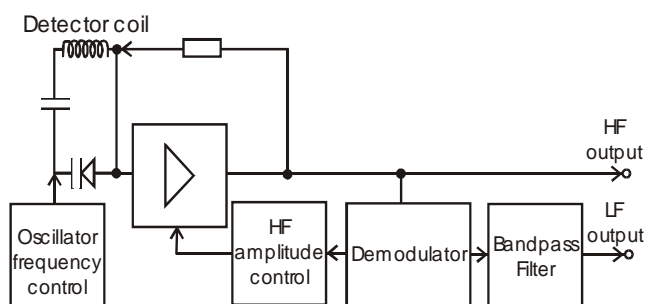 Detector coil
HF
output
LF
output
Oscillator
frequency
control
HF
amplitude
control
Demodulator
Bandpass
Filter